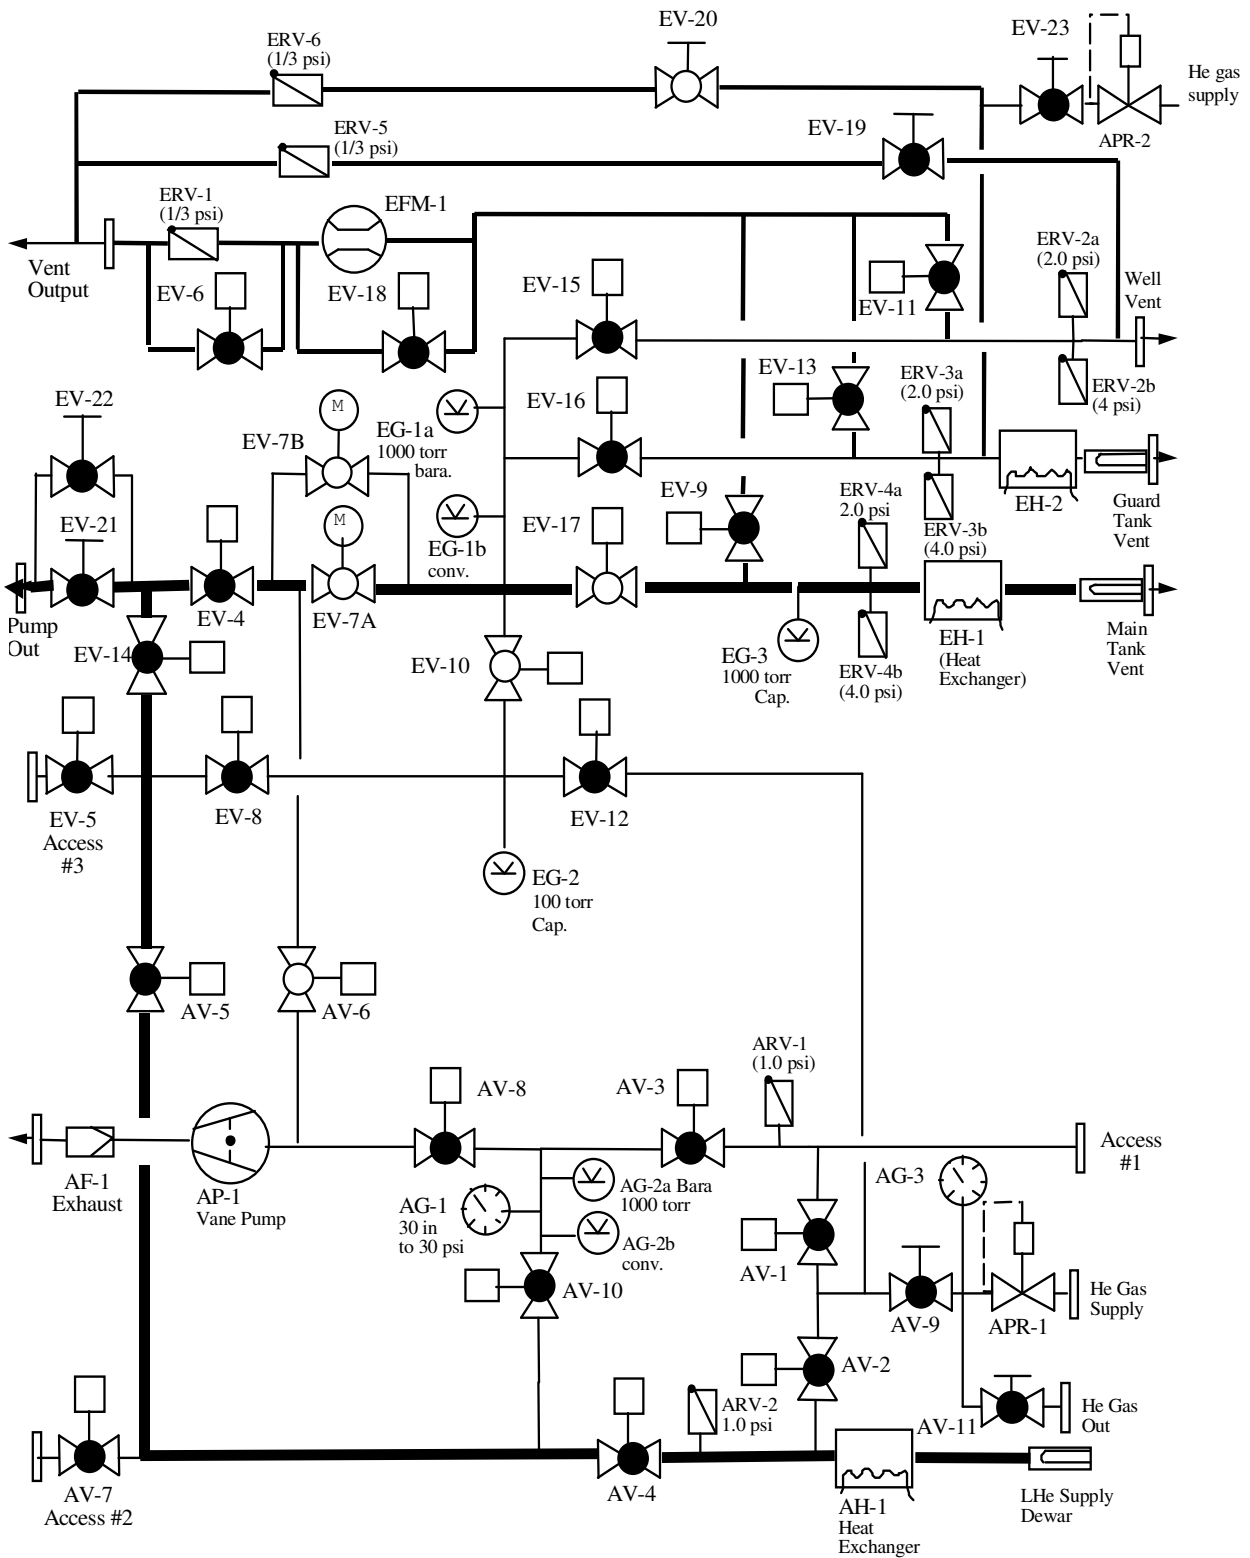 EV-20
EV-23
ERV-6
(1/3 psi)
He gas
supply
APR-2
ERV-5
(1/3 psi)
EV-19
ERV-1
(1/3 psi)
EFM-1
Vent
Output
EV-6
EV-18
EV-15
EV-11
ERV-2a
(2.0 psi)
Well
Vent
EV-22
EV-7B
M
EG-1a
1000 torr
bara.
EV-16
EV-13
ERV-3a
(2.0 psi)
ERV-2b
(4 psi)
EV-21
M
EG-1b
conv.
EV-17
EV-9
ERV-4a
2.0 psi
ERV-3b
(4.0 psi)
EH-2
Guard
Tank
Vent
Pump
Out
EV-14
EV-4
EV-7A
EV-10
EG-3
1000 torr
Cap.
ERV-4b
(4.0 psi)
EH-1
(Heat
Exchanger)
Main
Tank
Vent
EV-5
Access
#3
EV-8
EV-12
EG-2
100 torr
Cap.
AV-5
AV-6
AV-8
AV-3
ARV-1
(1.0 psi)
AF-1
Exhaust
AP-1
Vane Pump
AG-1
30 in
to 30 psi
AG-2a Bara
1000 torr
AG-2b
conv.
AG-3
Access
#1
AV-10
AV-1
AV-9
APR-1
He Gas
Supply
AV-2
ARV-2
1.0 psi
AV-11
He Gas
Out
AV-7
Access #2
AV-4
AH-1
Heat
Exchanger
LHe Supply
Dewar